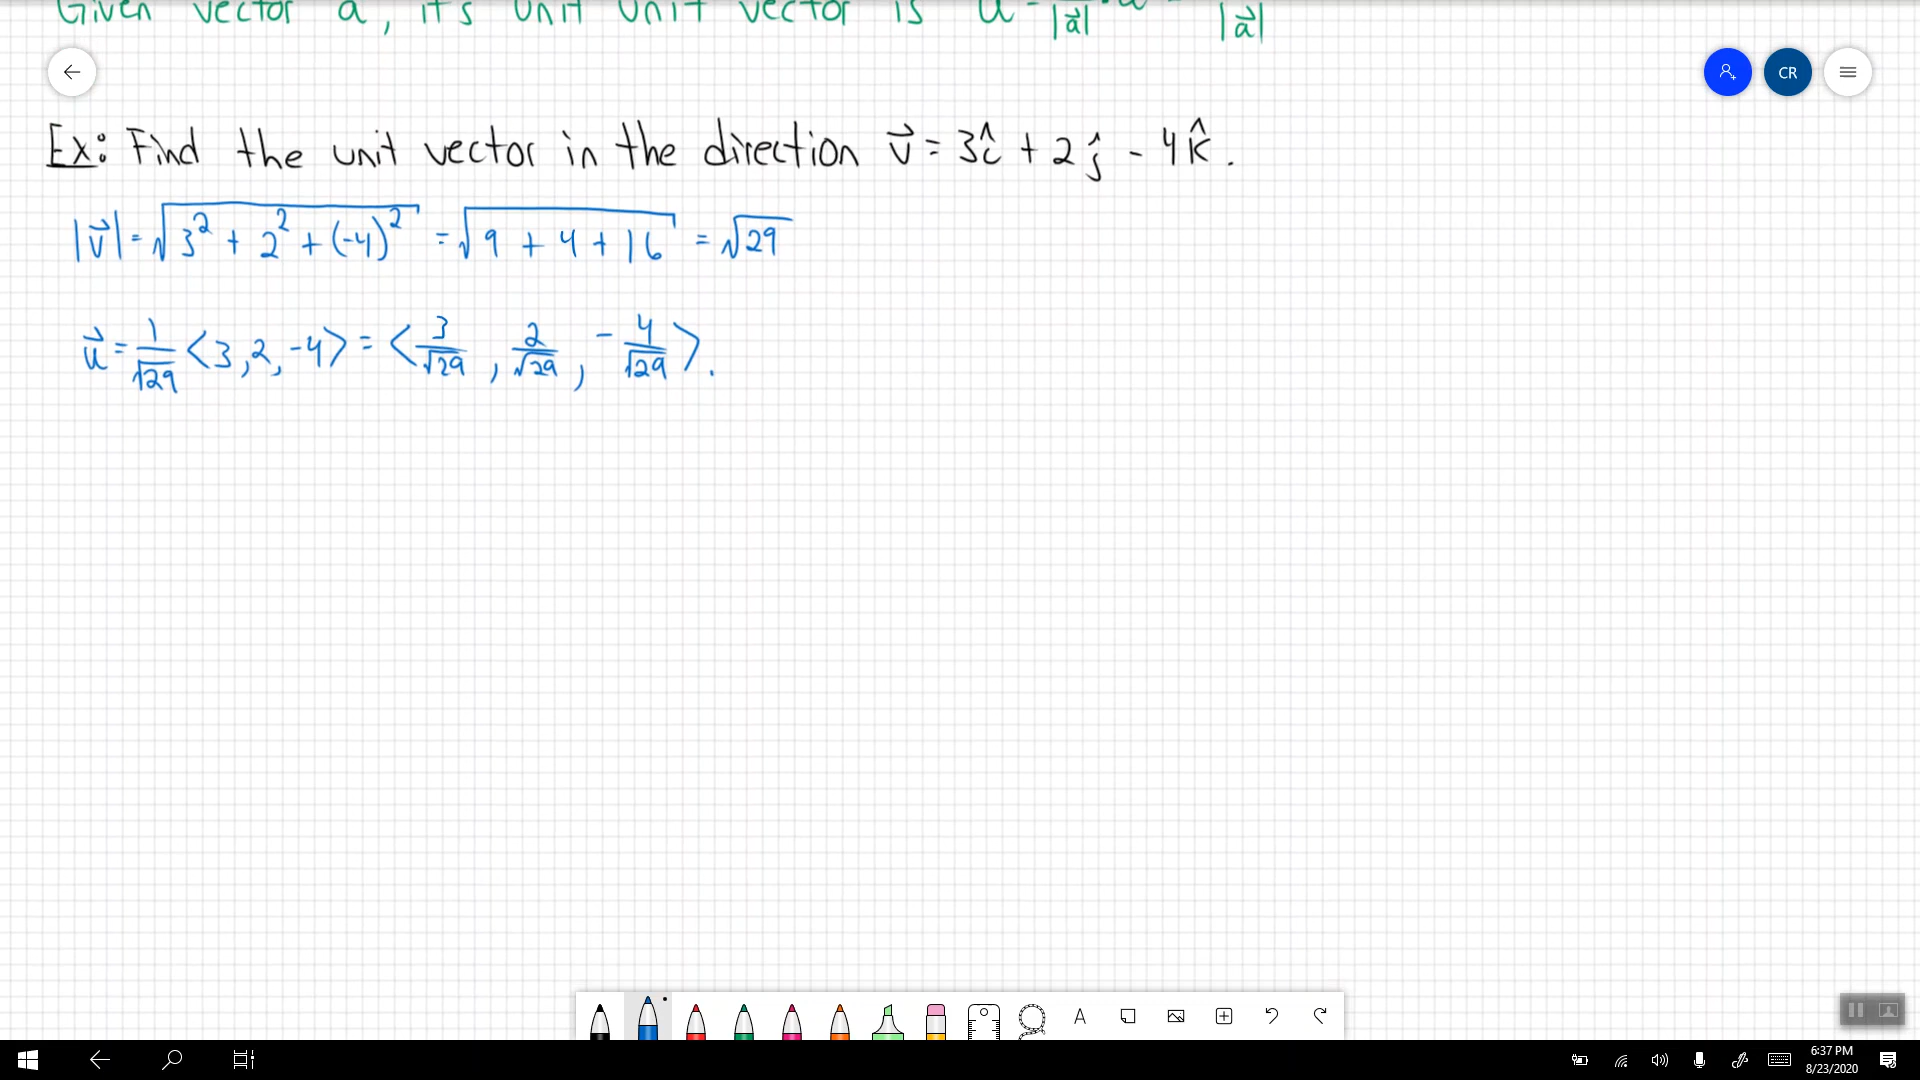 Given vector a, it's unit unit vector is u = 1/|a⃗| · a = /|a⃗|
CR
Ex: Find the unit vector in the direction v⃗ = 3î + 2ĵ - 4k̂.
|v⃗| = √(3² + 2² + (-4)²) = √(9 + 4 + 16) = √29
u⃗ = 1/√29 <3, 2, -4> = <3/√29, 2/√29, -4/√29>.
A
6:37 PM
8/23/2020